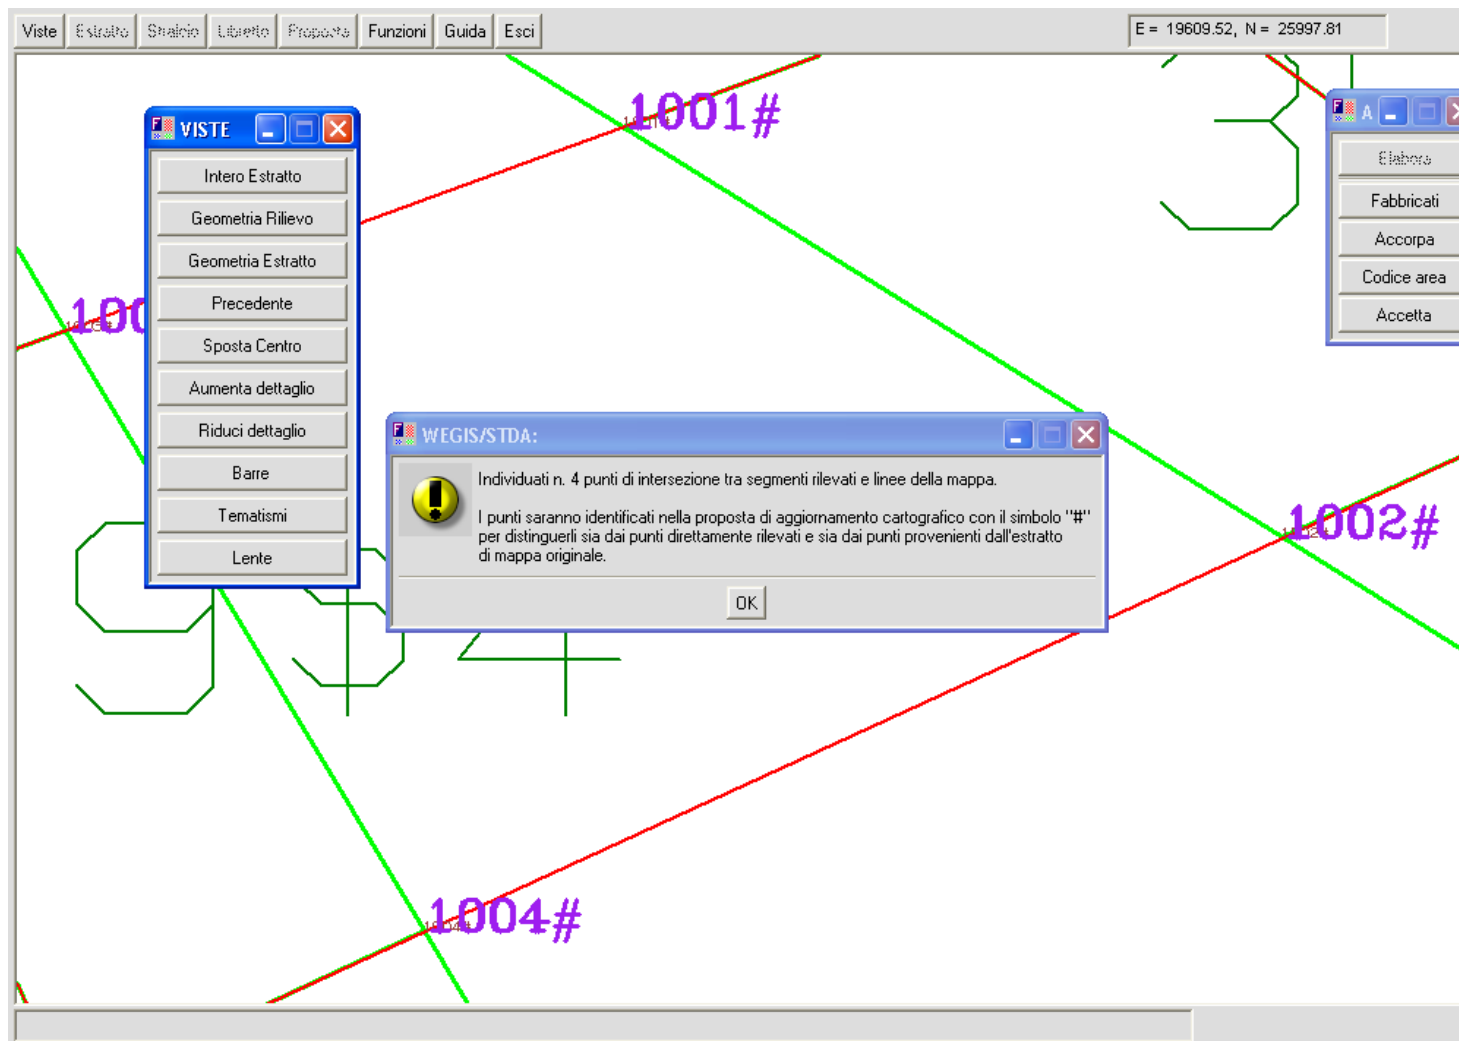 Viste Estratto Stralcio Libretto Proposta Funzioni Guida Esci
E = 19609.52, N = 25997.81
VISTE
Intero Estratto
Geometria Rilievo
Geometria Estratto
Precedente
Sposta Centro
Aumenta dettaglio
Riduci dettaglio
Barre
Tematismi
Lente
1001#
A
Elabora
Fabbricati
Accorpa
Codice area
Accetta
WEGIS/STDA:
Individuati n. 4 punti di intersezione tra segmenti rilevati e linee della mappa.
I punti saranno identificati nella proposta di aggiornamento cartografico con il simbolo "#"
per distinguerli sia dai punti direttamente rilevati e sia dai punti provenienti dall'estratto
di mappa originale.
OK
1002#
1004#